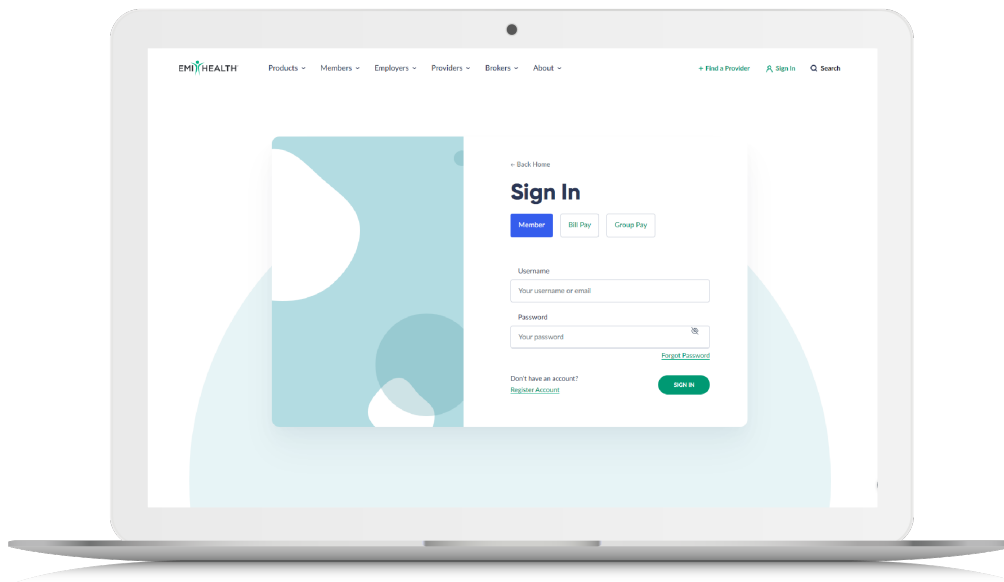 EMI HEALTH
Products Members Employers Providers Brokers About + Find a Provider Sign In Search
← Back Home
Sign In
Member Bill Pay Group Pay
Username
Your username or email
Password
Your password
Forgot Password
Don't have an account?
Register Account
SIGN IN